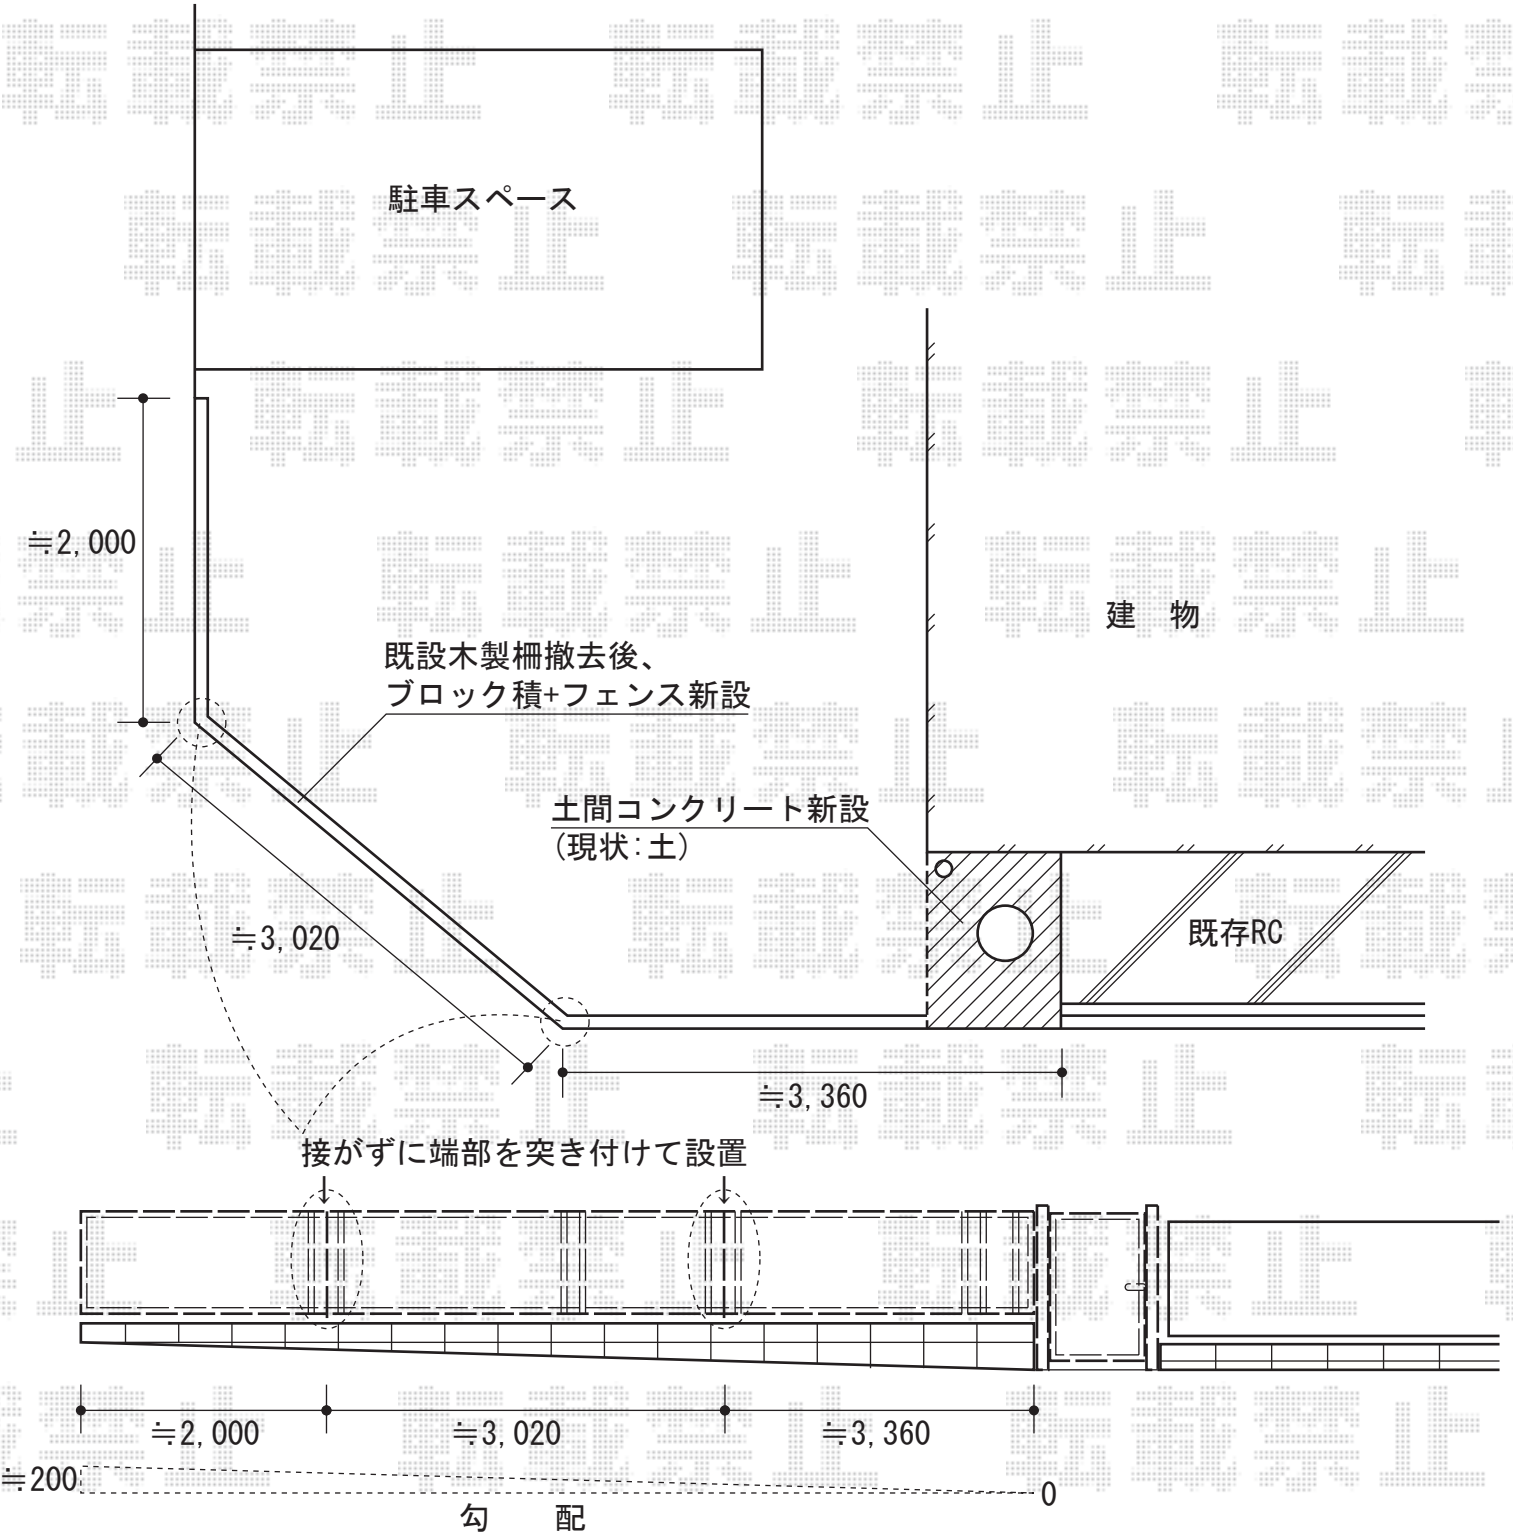 駐車スペース
≒2,000
建　物
既設木製柵撤去後、
ブロック積+フェンス新設
土間コンクリート新設
(現状:土)
既存RC
≒3,020
≒3,360
接がずに端部を突き付けて設置
≒2,000
≒3,020
≒3,360
≒200
0
勾　配
転載禁止